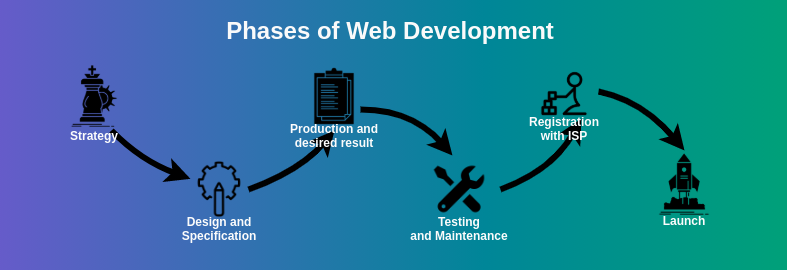 Phases of Web Development
Strategy
Design and
Specification
Production and
desired result
Testing
and Maintenance
Registration
with ISP
Launch